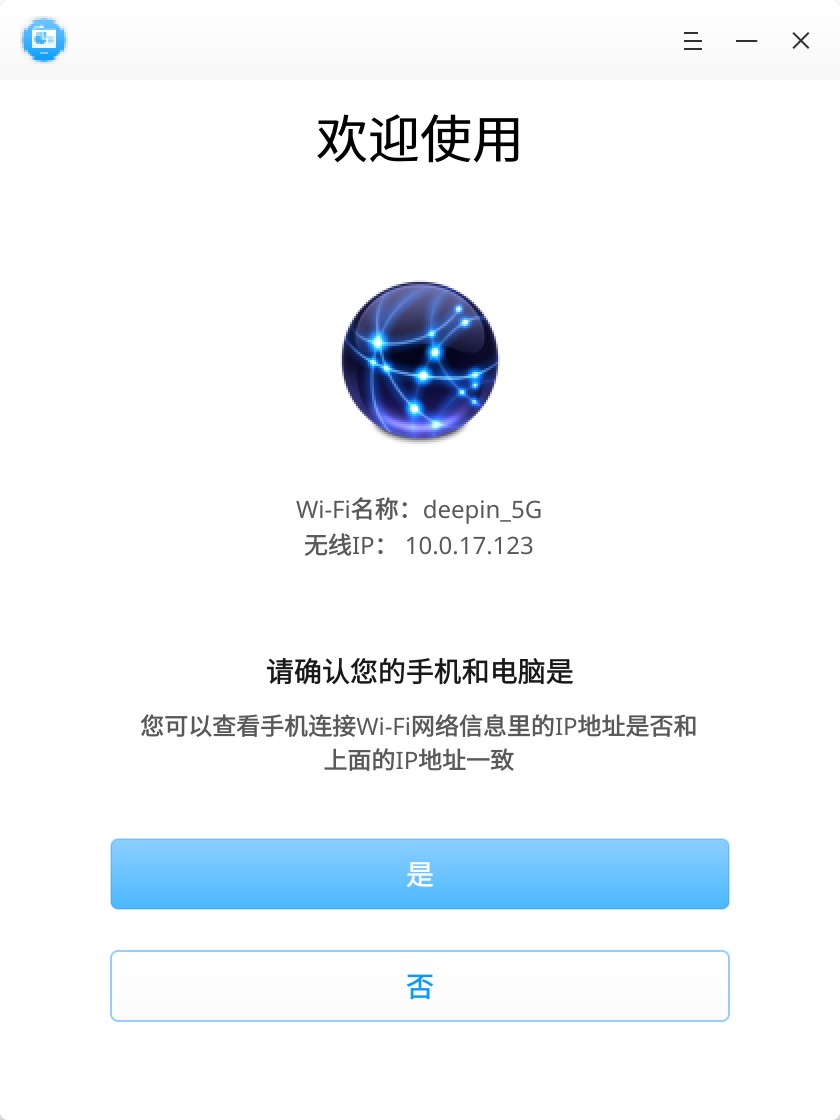 欢迎使用
Wi-Fi名称：deepin_5G
无线IP： 10.0.17.123
请确认您的手机和电脑是
您可以查看手机连接Wi-Fi网络信息里的IP地址是否和
上面的IP地址一致
是
否